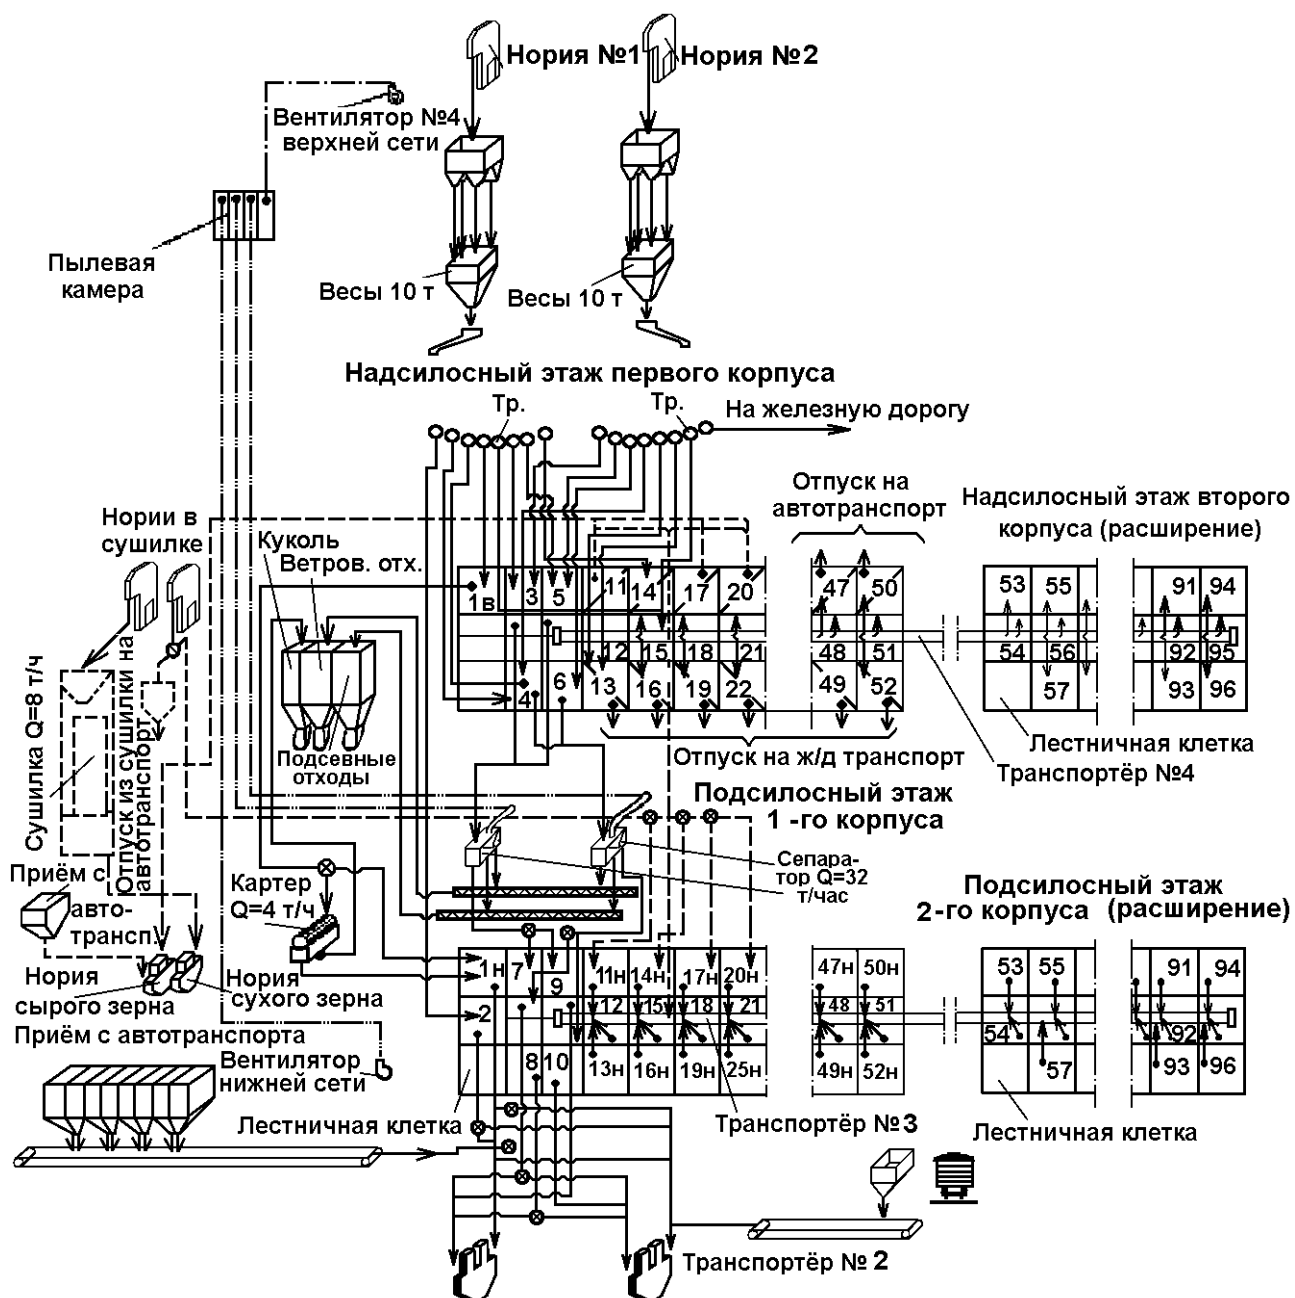 Нория №1
Нория №2
Вентилятор №4
верхней сети
Пылевая
камера
Весы 10 т
Весы 10 т
Надсилосный этаж первого корпуса
Тр.
Тр.
На железную дорогу
Отпуск на
автотранспорт
Надсилосный этаж второго
корпуса (расширение)
Нории в
сушилке
Куколь
Ветров. отх.
Подсевные
отходы
Сушилка Q=8 т/ч
Отпуск из сушилки на
автотранспорт
1в
3
5
11
14
17
20
47
50
53
55
91
94
12
15
18
21
48
51
54
56
92
95
4
6
13
16
19
22
49
52
57
93
96
Отпуск на ж/д транспорт
Лестничная клетка
Транспортёр №4
Подсилосный этаж
1 -го корпуса
Сепара-
тор Q=32
т/час
Приём с
авто-
трансп.
Картер
Q=4 т/ч
Подсилосный этаж
2-го корпуса (расширение)
Нория
сырого зерна
Нория
сухого зерна
Приём с автотранспорта
Вентилятор
нижней сети
1н
7
9
11н
14н
17н
20н
47н
50н
53
55
91
94
2
12
15
18
21
48
51
54
92
8
10
13н
16н
19н
25н
49н
52н
57
93
96
Лестничная клетка
Транспортёр №3
Лестничная клетка
Транспортёр № 2